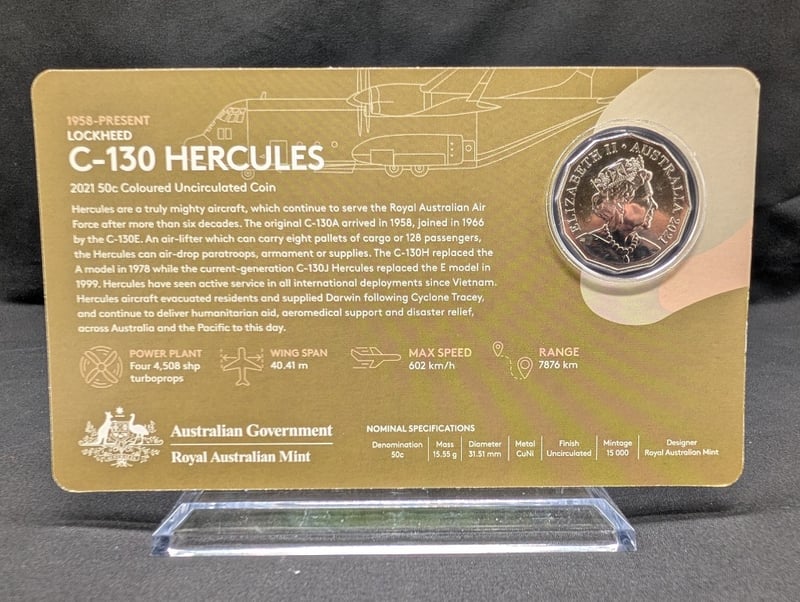 1958-PRESENT
LOCKHEED
C-130 HERCULES
2021 50c Coloured Uncirculated Coin
Hercules are a truly mighty aircraft, which continue to serve the Royal Australian Air
Force after more than six decades. The original C-130A arrived in 1958, joined in 1966
by the C-130E. An air-lifter which can carry eight pallets of cargo or 128 passengers,
the Hercules can air-drop paratroops, armament or supplies. The C-130H replaced the
A model in 1978 while the current-generation C-130J Hercules replaced the E model in
1999. Hercules have seen active service in all international deployments since Vietnam.
Hercules aircraft evacuated residents and supplied Darwin following Cyclone Tracey,
and continue to deliver humanitarian aid, aeromedical support and disaster relief,
across Australia and the Pacific to this day.
ELIZABETH II • AUSTRALIA 2021
POWER PLANT
Four 4,508 shp
turboprops
WING SPAN
40.41 m
MAX SPEED
602 km/h
RANGE
7876 km
Australian Government
Royal Australian Mint
NOMINAL SPECIFICATIONS
Denomination
50c
Mass
15.55 g
Diameter
31.51 mm
Metal
CuNi
Finish
Uncirculated
Mintage
15 000
Designer
Royal Australian Mint